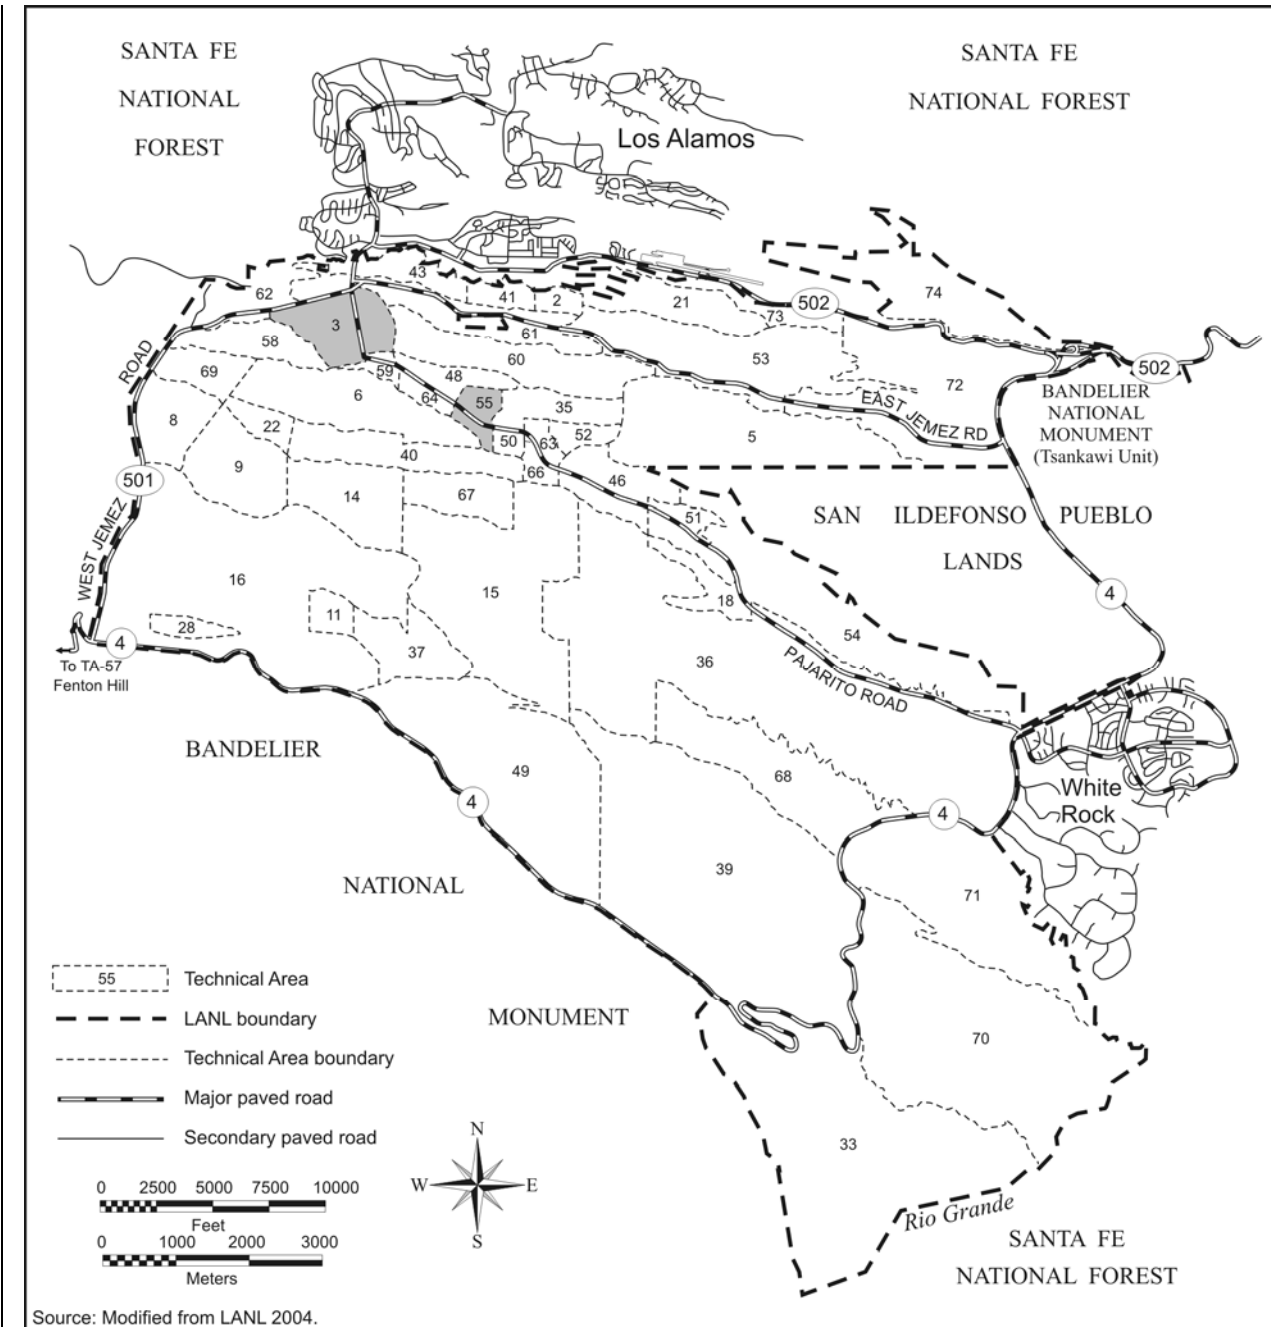 SANTA FE
NATIONAL
FOREST
SANTA FE
NATIONAL FOREST
Los Alamos
43
62
41
2
21
74
502
73
3
61
58
53
502
60
69
59
48
72
BANDELIER
NATIONAL
MONUMENT
(Tsankawi Unit)
ROAD
6
64
55
35
EAST JEMEZ RD
8
22
50
63
52
5
40
9
66
46
501
14
67
51
SAN ILDEFONSO PUEBLO
LANDS
WEST JEMEZ
16
15
4
11
18
28
54
4
37
36
To TA-57
Fenton Hill
PAJARITO ROAD
BANDELIER
49
68
White
Rock
4
4
39
NATIONAL
71
55
Technical Area
MONUMENT
LANL boundary
70
Technical Area boundary
Major paved road
Secondary paved road
33
N
W
E
S
0 2500 5000 7500 10000
Feet
0 1000 2000 3000
Meters
Rio Grande
SANTA FE
NATIONAL FOREST
Source: Modified from LANL 2004.